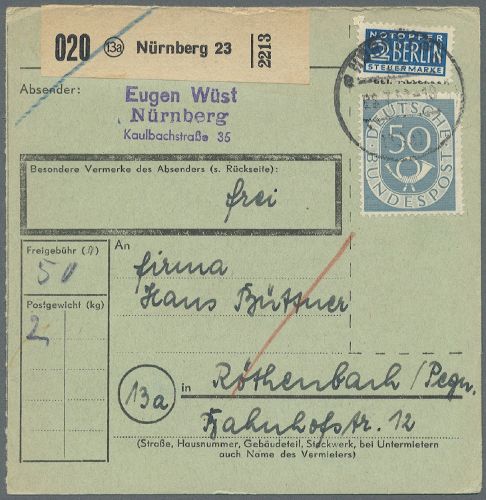 020 13a Nürnberg 23 2213
NOTOPFER
2 BERLIN
STEUERMARKE
Absender:
Eugen Wüst
Nürnberg
Kaulbachstraße 35
DEUTSCHE
BUNDESPOST
50
Besondere Vermerke des Absenders (s. Rückseite):
frei
Freigebühr
50
Postgewicht (kg)
2
An
Firma
Hans Büttner
13a
in Röthenbach/Pegn.
Bahnhofstr. 12
(Straße, Hausnummer, Gebäudeteil, Stockwerk, bei Untermietern
auch Name des Vermieters)